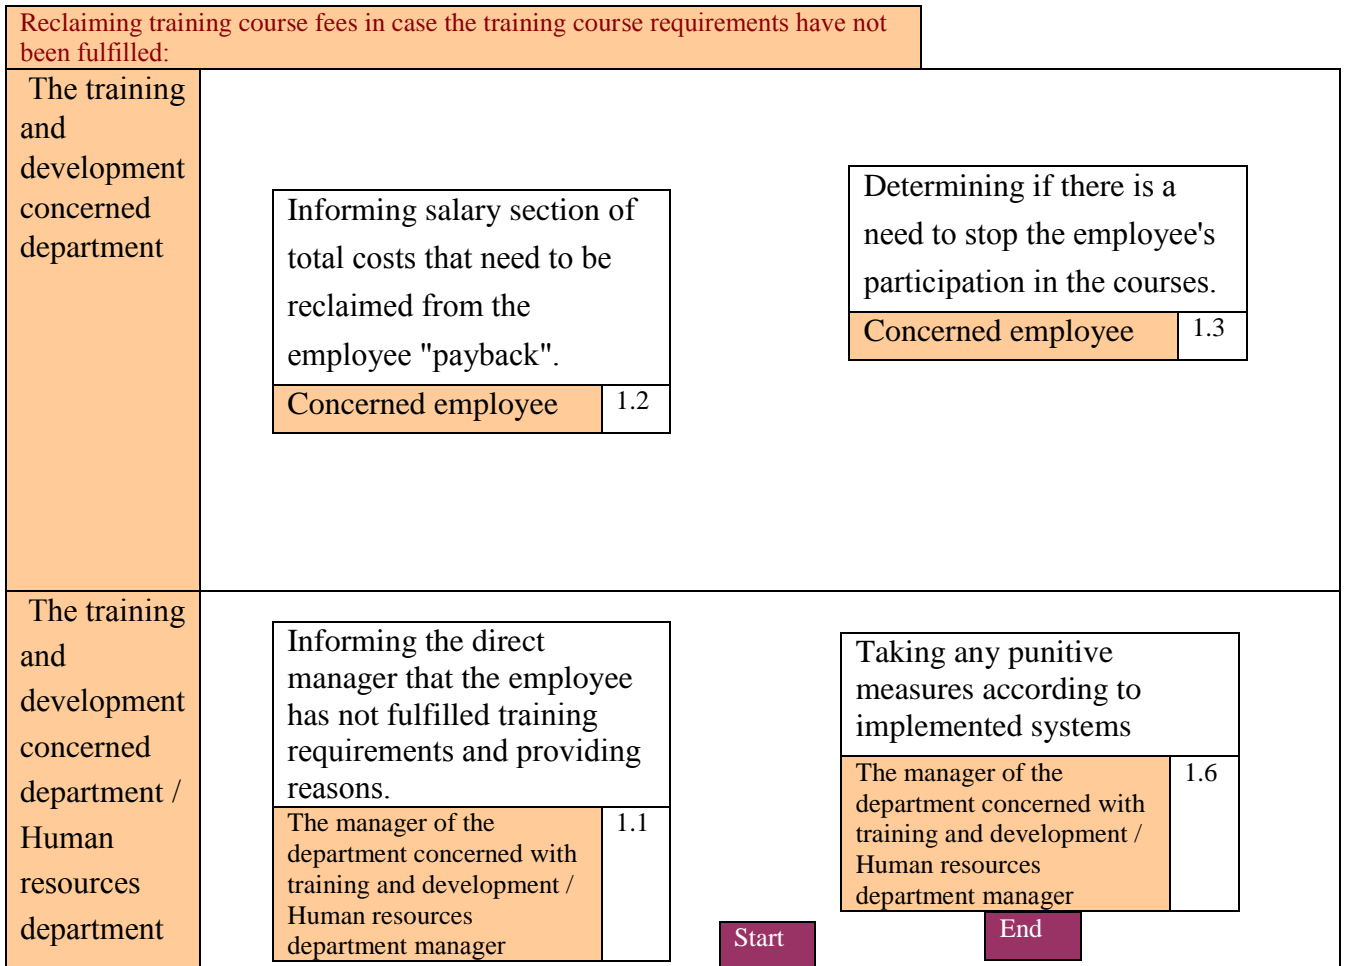 Reclaiming training course fees in case the training course requirements have not
been fulfilled:
The training
and
development
concerned
department
Informing salary section of
total costs that need to be
reclaimed from the
employee "payback".
Concerned employee
1.2
Determining if there is a
need to stop the employee's
participation in the courses.
Concerned employee
1.3
The training
and
development
concerned
department /
Human
resources
department
Informing the direct
manager that the employee
has not fulfilled training
requirements and providing
reasons.
The manager of the
department concerned with
training and development /
Human resources
department manager
1.1
Start
Taking any punitive
measures according to
implemented systems
The manager of the
department concerned with
training and development /
Human resources
department manager
1.6
End